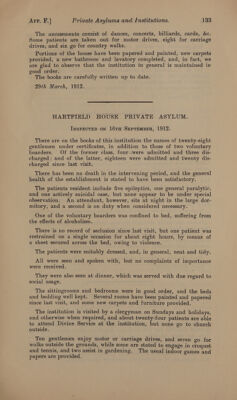 App. F.] Private Asylums and Institutions. 133
The amusements consist of dances, concerts, billiards, cards, &c.
Some patients are taken out for motor drives, eight for carriage
drives, and six go for country walks.
Portions of the house have been papered and painted, new carpets
provided, a new bathroom and lavatory completed, and, in fact, we
are glad to observe that the institution in general is maintained in
good order.
The books are carefully written up to date.
29th March, 1912.
HARTFIELD HOUSE PRIVATE ASYLUM.
Inspected on 16th September, 1912.
There are on the books of this institution the names of twenty-eight
gentlemen under certificates, in addition to those of two voluntary
boarders. Of the former class, four were admitted and three dis-
charged; and of the latter, eighteen were admitted and twenty dis-
charged since last visit.
There has been no death in the intervening period, and the general
health of the establishment is stated to have been satisfactory.
The patients resident include five epileptics, one general paralytic,
and one actively suicidal case, but none appear to be under special
observation. An attendant, however, sits at night in the large dor-
mitory, and a second is on duty when considered necessary.
One of the voluntary boarders was confined to bed, suffering from
the effects of alcoholism.
There is no record of seclusion since last visit, but one patient was
restrained on a single occasion for about eight hours, by means of
a sheet secured across the bed, owing to violence.
The patients were suitably dressed, and, in general, neat and tidy.
All were seen and spoken with, but no complaints of importance
were received.
They were also seen at dinner, which was served with due regard to
social usage.
The sittingrooms and bedrooms were in good order, and the beds
and bedding well kept. Several rooms have been painted and papered
since last visit, and some new carpets and furniture provided.
The institution is visited by a clergyman on Sundays and holidays,
and otherwise when required, and about twenty-four patients are able
to attend Divine Service at the institution, but none go to church
outside.
Ten gentlemen enjoy motor or carriage drives, and seven go for
walks outside the grounds, while some are stated to engage in croquet
and tennis, and two assist in gardening. The usual indoor games and
papers are provided.